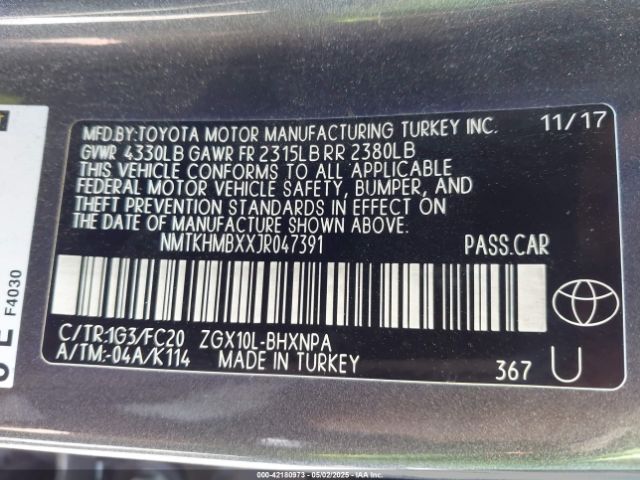 MFD.BY:TOYOTA MOTOR MANUFACTURING TURKEY INC. 11/17
GVWR 4330LB GAWR FR 2315LB RR 2380LB
THIS VEHICLE CONFORMS TO ALL APPLICABLE
FEDERAL MOTOR VEHICLE SAFETY, BUMPER, AND
THEFT PREVENTION STANDARDS IN EFFECT ON
THE DATE OF MANUFACTURE SHOWN ABOVE.
NMTKHMBXXJR047391 PASS.CAR
C/TR:1G3/FC20 ZGX10L-BHXNPA
A/TM:-04A/K114 MADE IN TURKEY 367 U
F4030
00-42180973 - 05/02/2025 - IAAI.COM